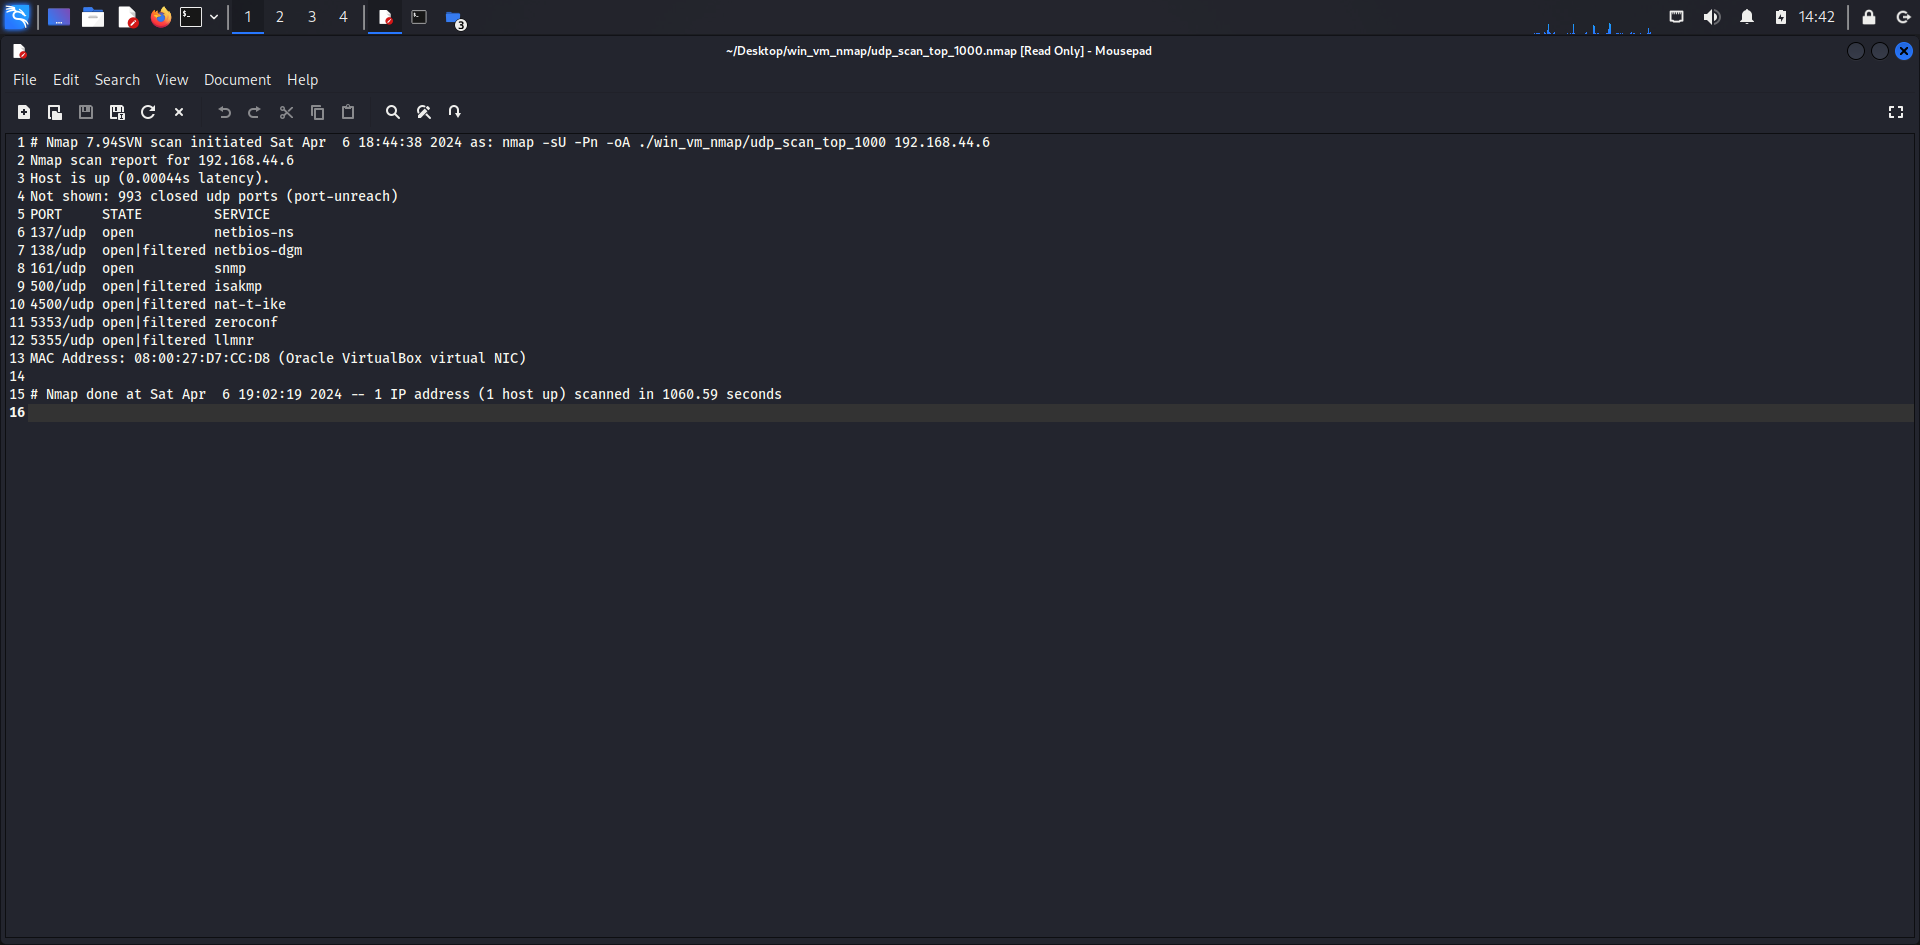 1 2 3 4 3 14:42
~/Desktop/win_vm_nmap/udp_scan_top_1000.nmap [Read Only] - Mousepad
File Edit Search View Document Help
1 # Nmap 7.94SVN scan initiated Sat Apr  6 18:44:38 2024 as: nmap -sU -Pn -oA ./win_vm_nmap/udp_scan_top_1000 192.168.44.6
2 Nmap scan report for 192.168.44.6
3 Host is up (0.00044s latency).
4 Not shown: 993 closed udp ports (port-unreach)
5 PORT     STATE         SERVICE
6 137/udp  open          netbios-ns
7 138/udp  open|filtered netbios-dgm
8 161/udp  open          snmp
9 500/udp  open|filtered isakmp
10 4500/udp open|filtered nat-t-ike
11 5353/udp open|filtered zeroconf
12 5355/udp open|filtered llmnr
13 MAC Address: 08:00:27:D7:CC:D8 (Oracle VirtualBox virtual NIC)
14
15 # Nmap done at Sat Apr  6 19:02:19 2024 -- 1 IP address (1 host up) scanned in 1060.59 seconds
16